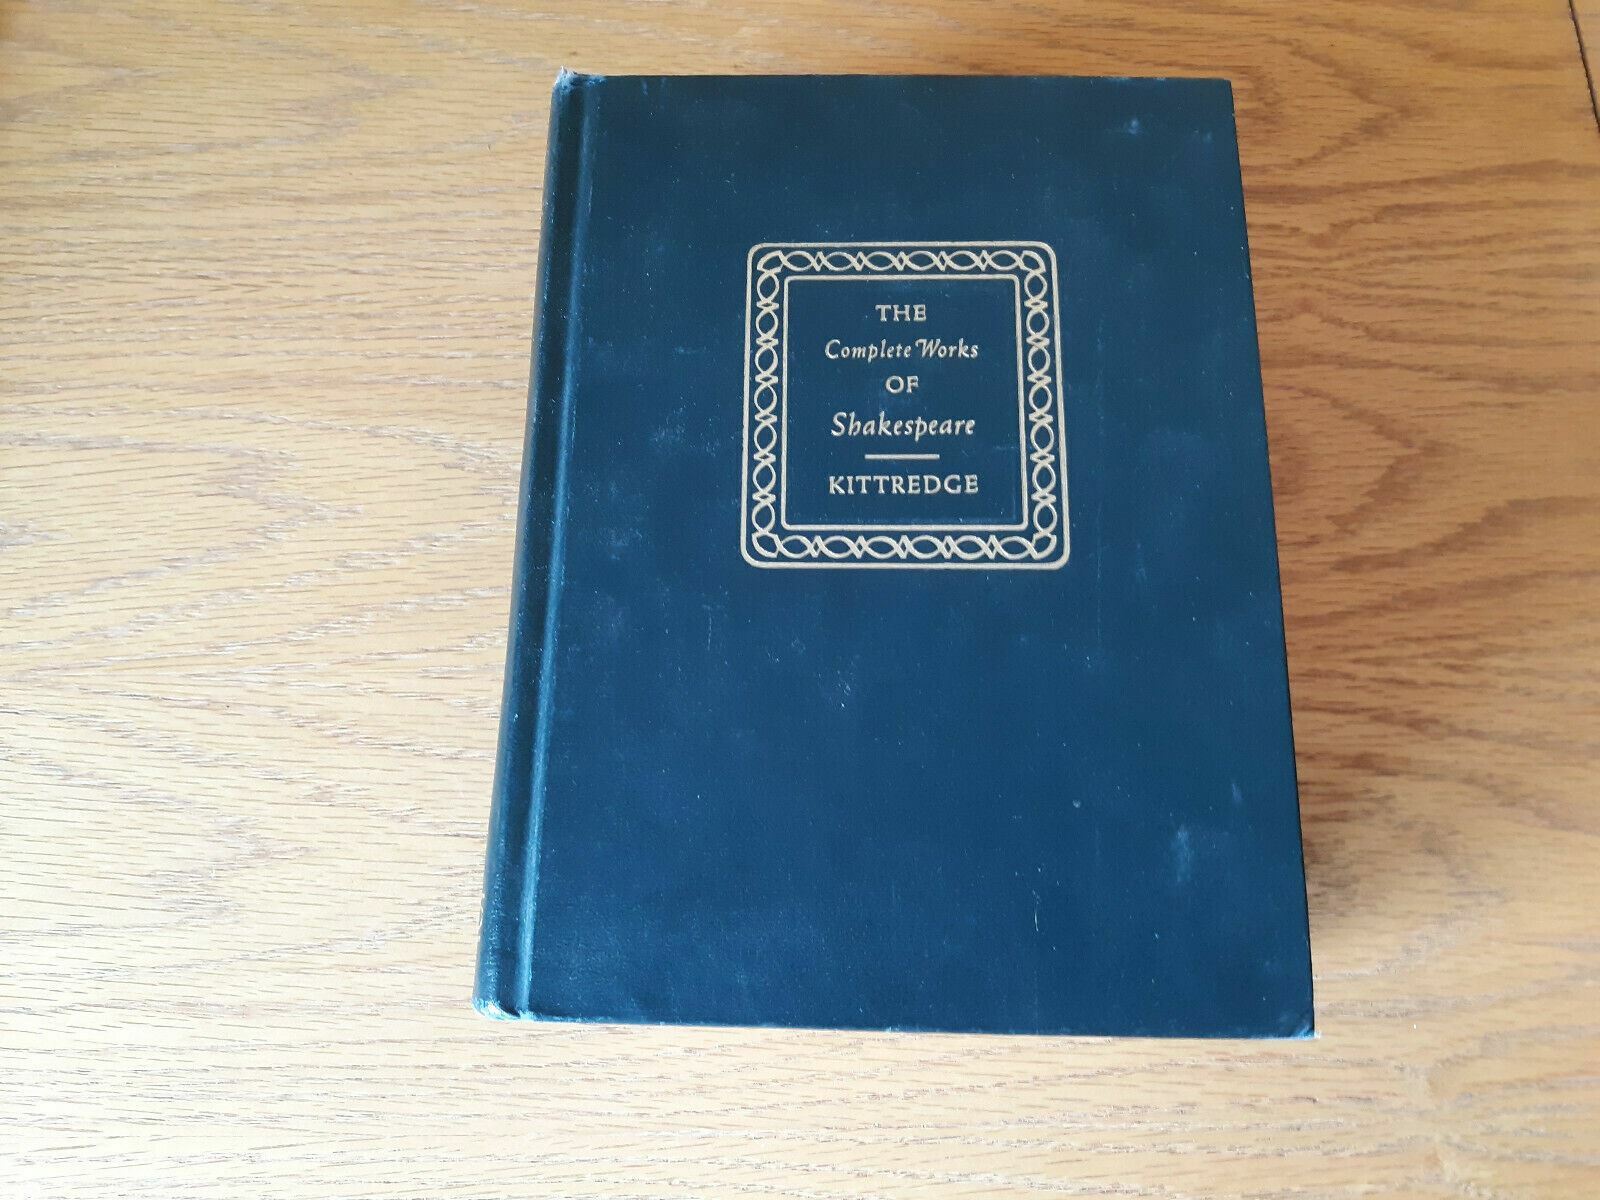 THE
Complete Works
OF
Shakespeare
KITTREDGE